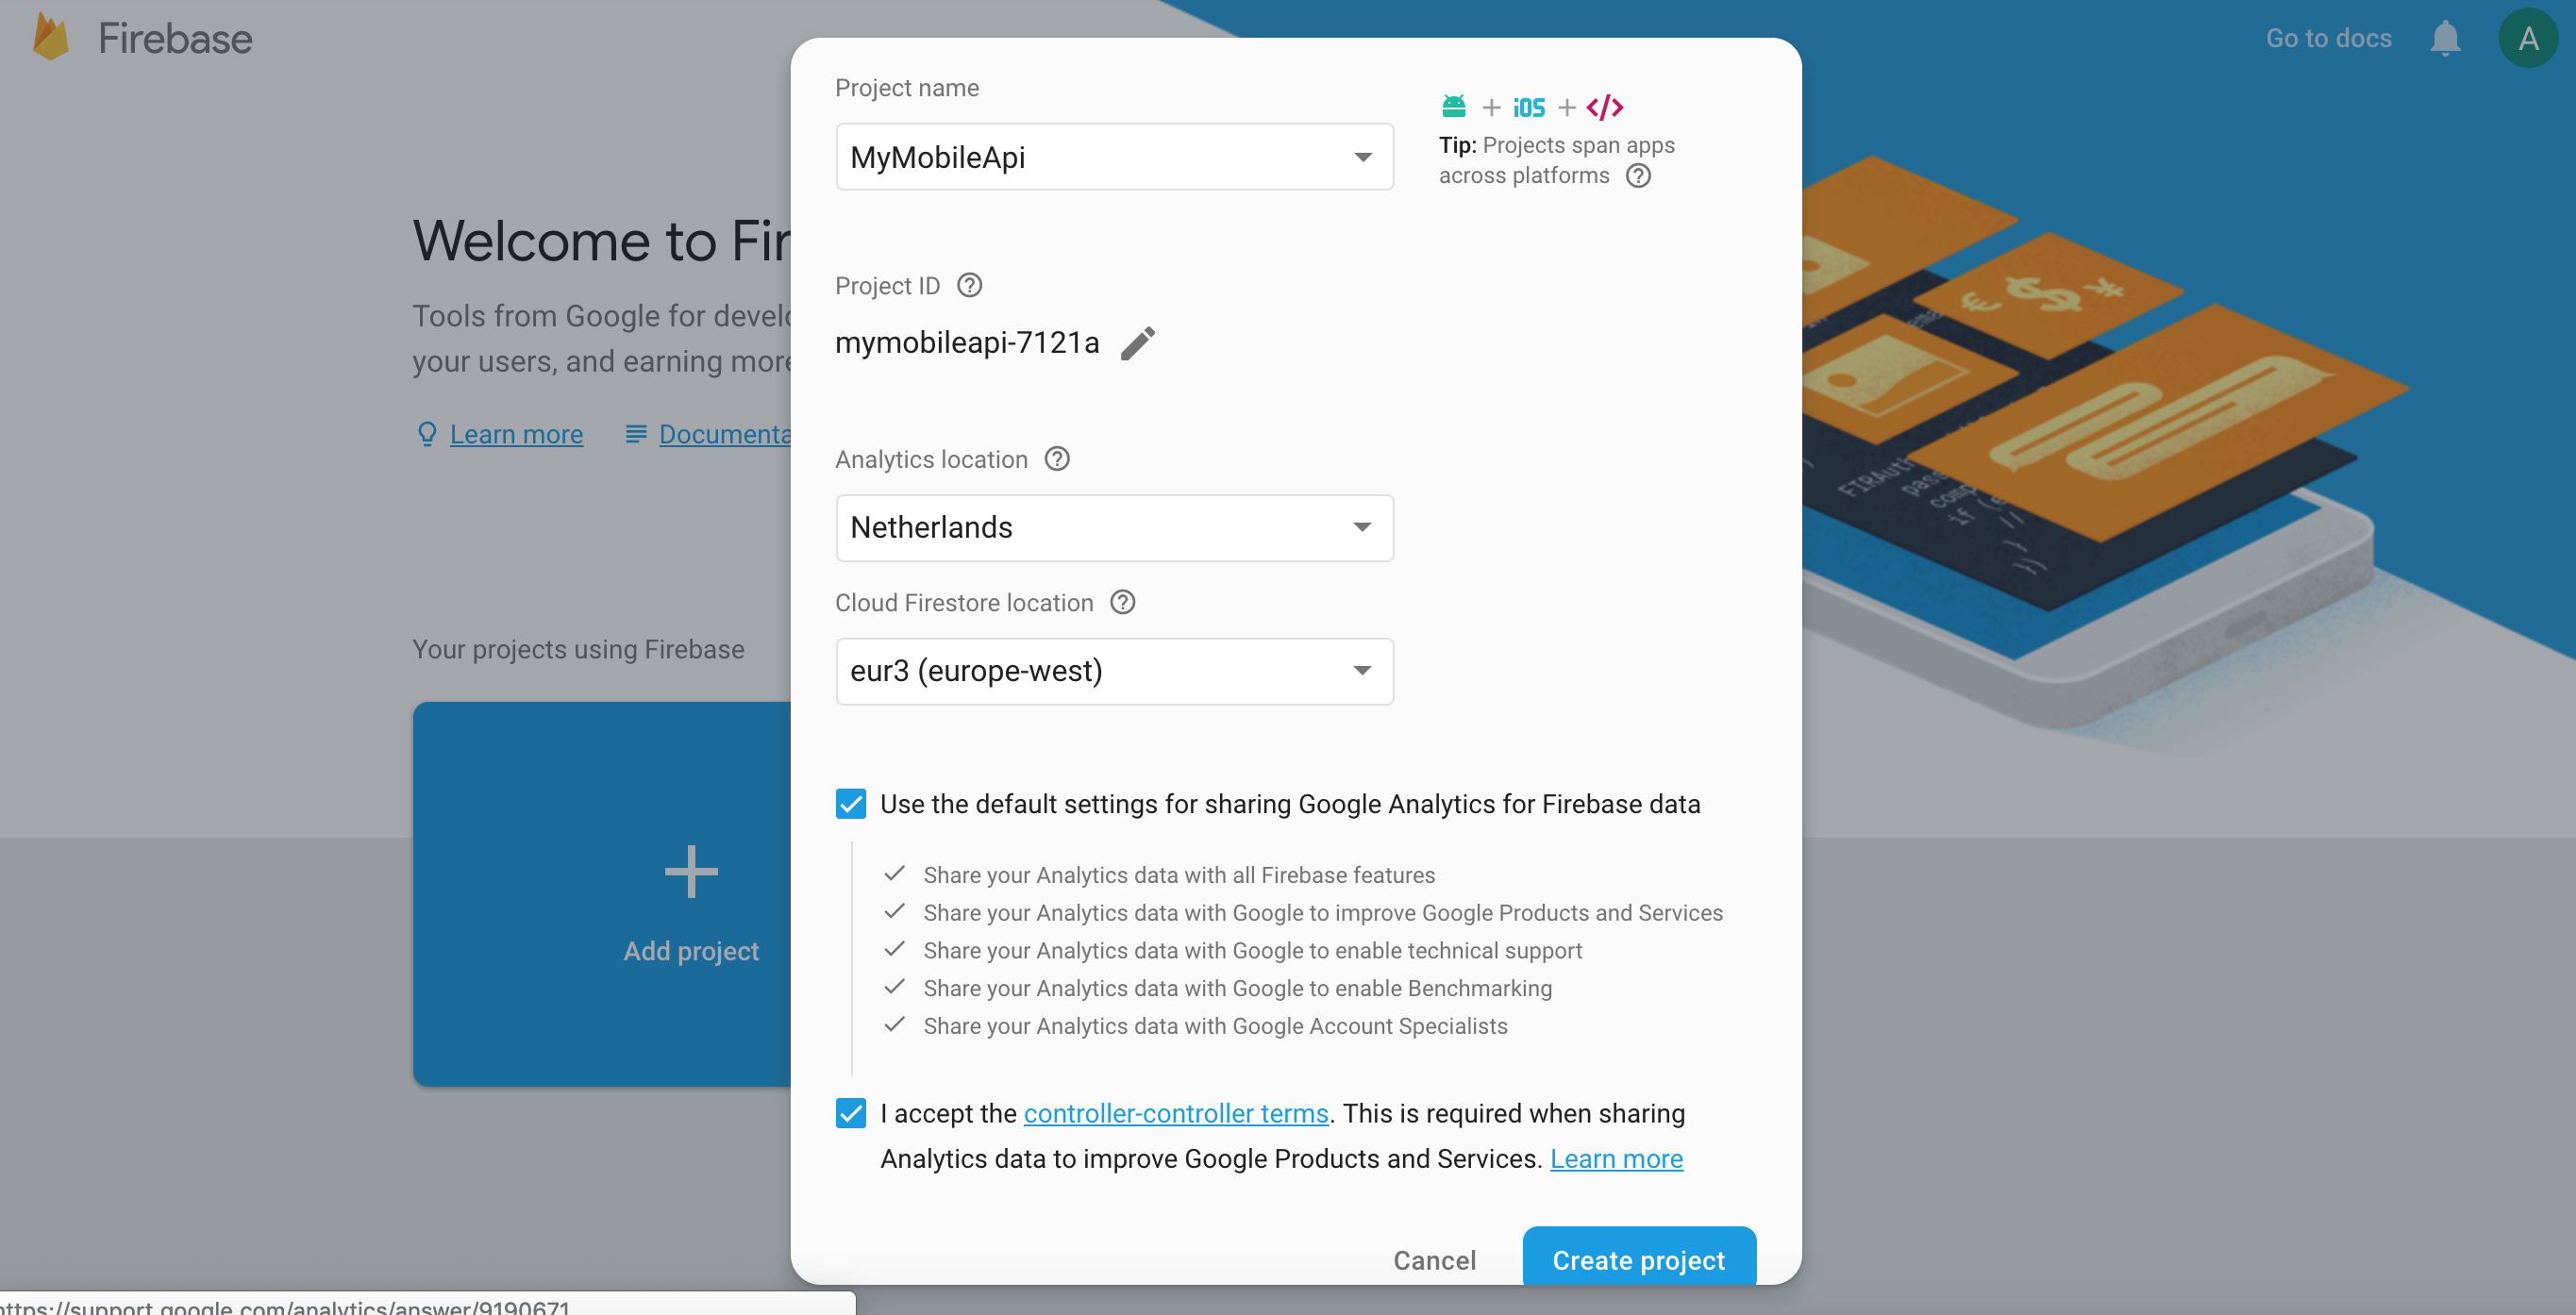 Firebase
Go to docs
A
Welcome to Fir
Tools from Google for develo
your users, and earning more
Learn more
Documenta
Your projects using Firebase
Add project
Project name
MyMobileApi
+ iOS + </>
Tip: Projects span apps
across platforms
Project ID
mymobileapi-7121a
Analytics location
Netherlands
Cloud Firestore location
eur3 (europe-west)
Use the default settings for sharing Google Analytics for Firebase data
Share your Analytics data with all Firebase features
Share your Analytics data with Google to improve Google Products and Services
Share your Analytics data with Google to enable technical support
Share your Analytics data with Google to enable Benchmarking
Share your Analytics data with Google Account Specialists
I accept the controller-controller terms. This is required when sharing
Analytics data to improve Google Products and Services. Learn more
Cancel
Create project
€ $ ¥
FIRAuth
pass
comp
if (e
//
})
https://support.google.com/analytics/answer/9190671